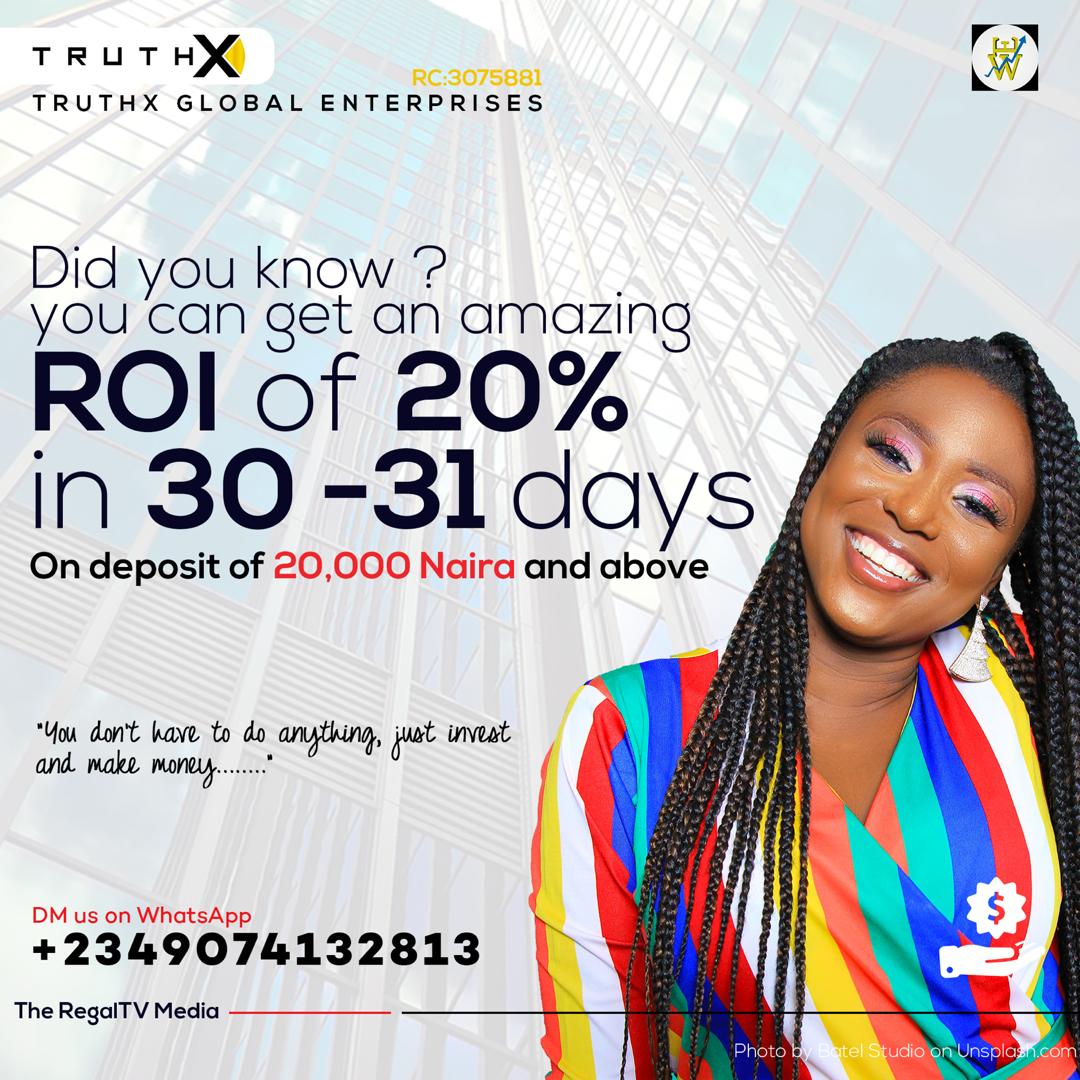 TRUTHX
RC:3075881
TRUTHX GLOBAL ENTERPRISES
Did you know ?
you can get an amazing
ROI of 20%
in 30 -31 days
On deposit of 20,000 Naira and above
"You don't have to do anything, just invest
and make money........"
DM us on WhatsApp
+2349074132813
The RegalTV Media
$
Photo by Batel Studio on Unsplash.com